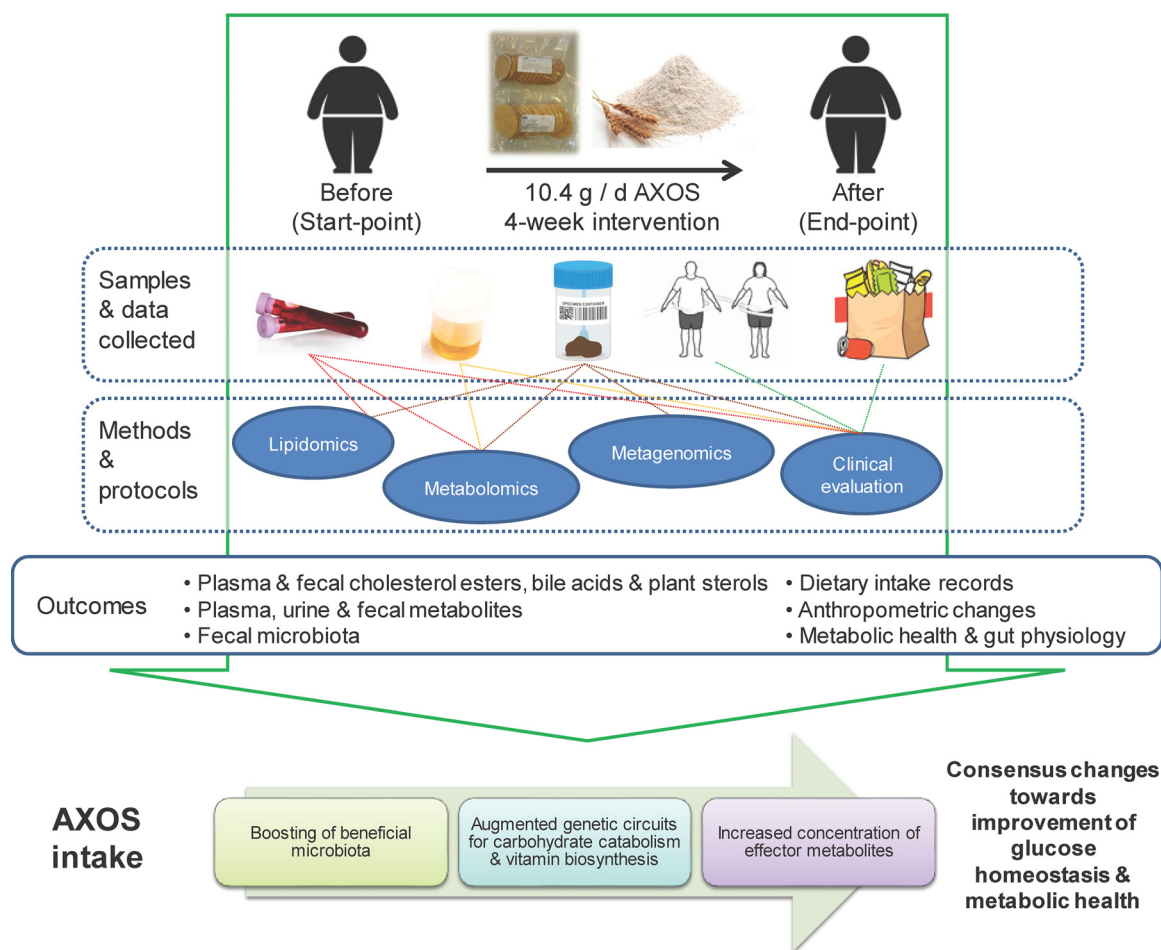 Before
(Start-point)
10.4 g / d AXOS
4-week intervention
After
(End-point)
Samples
& data
collected
SPECIMEN CONTAINER
Methods
&
protocols
Lipidomics
Metabolomics
Metagenomics
Clinical
evaluation
Outcomes
• Plasma & fecal cholesterol esters, bile acids & plant sterols
• Plasma, urine & fecal metabolites
• Fecal microbiota
• Dietary intake records
• Anthropometric changes
• Metabolic health & gut physiology
AXOS
intake
Boosting of beneficial
microbiota
Augmented genetic circuits
for carbohydrate catabolism
& vitamin biosynthesis
Increased concentration of
effector metabolites
Consensus changes
towards
improvement of
glucose
homeostasis &
metabolic health